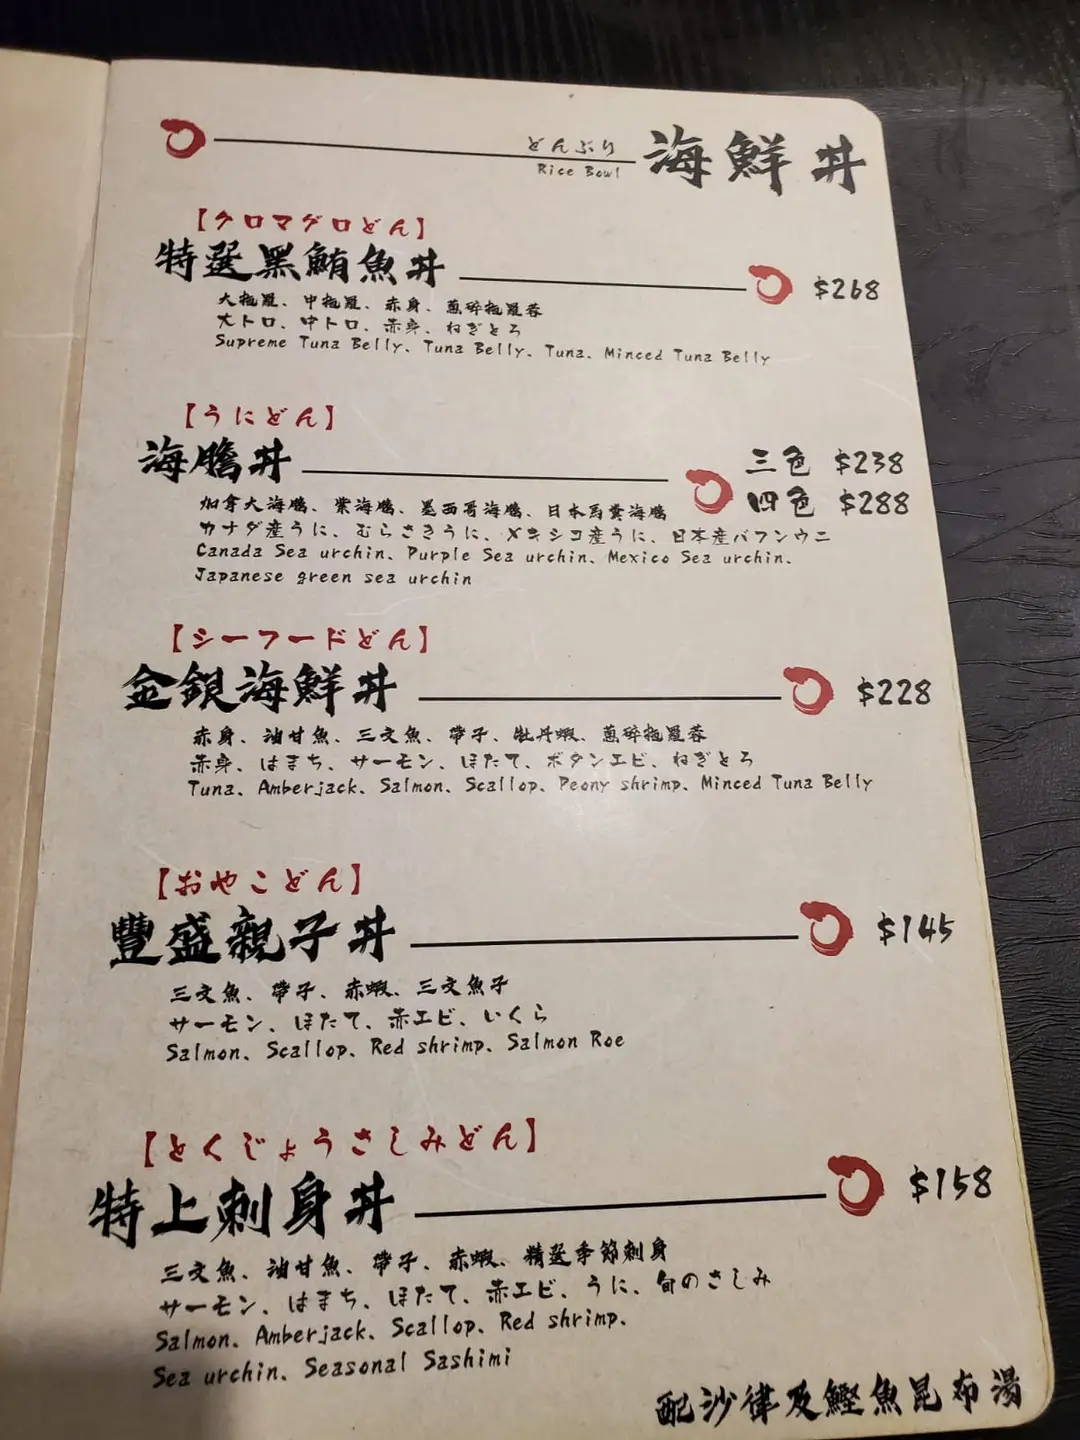 どんぶり
Rice Bowl
海鮮丼
【クロマグロどん】
特選黑鮪魚丼 $268
大拖羅、中拖羅、赤身、蔥碎拖羅蓉
大トロ、中トロ、赤身、ねぎとろ
Supreme Tuna Belly、Tuna Belly、Tuna、Minced Tuna Belly
【うにどん】
海膽丼
三色 $238
四色 $288
加拿大海膽、紫海膽、墨西哥海膽、日本馬糞海膽
カナダ産うに、むらさきうに、メキシコ産うに、日本産バフンウニ
Canada Sea urchin、Purple Sea urchin、Mexico Sea urchin、
Japanese green sea urchin
【シーフードどん】
金銀海鮮丼 $228
赤身、油甘魚、三文魚、帶子、牡丹蝦、蔥碎拖羅蓉
赤身、はまち、サーモン、ほたて、ボタンエビ、ねぎとろ
Tuna、Amberjack、Salmon、Scallop、Peony shrimp、Minced Tuna Belly
【おやこどん】
豐盛親子丼 $145
三文魚、帶子、赤蝦、三文魚子
サーモン、ほたて、赤エビ、いくら
Salmon、Scallop、Red shrimp、Salmon Roe
【とくじょうさしみどん】
特上刺身丼 $158
三文魚、油甘魚、帶子、赤蝦、精選季節刺身
サーモン、はまち、ほたて、赤エビ、うに、旬のさしみ
Salmon、Amberjack、Scallop、Red shrimp、
Sea urchin、Seasonal Sashimi
配沙律及鰹魚昆布湯